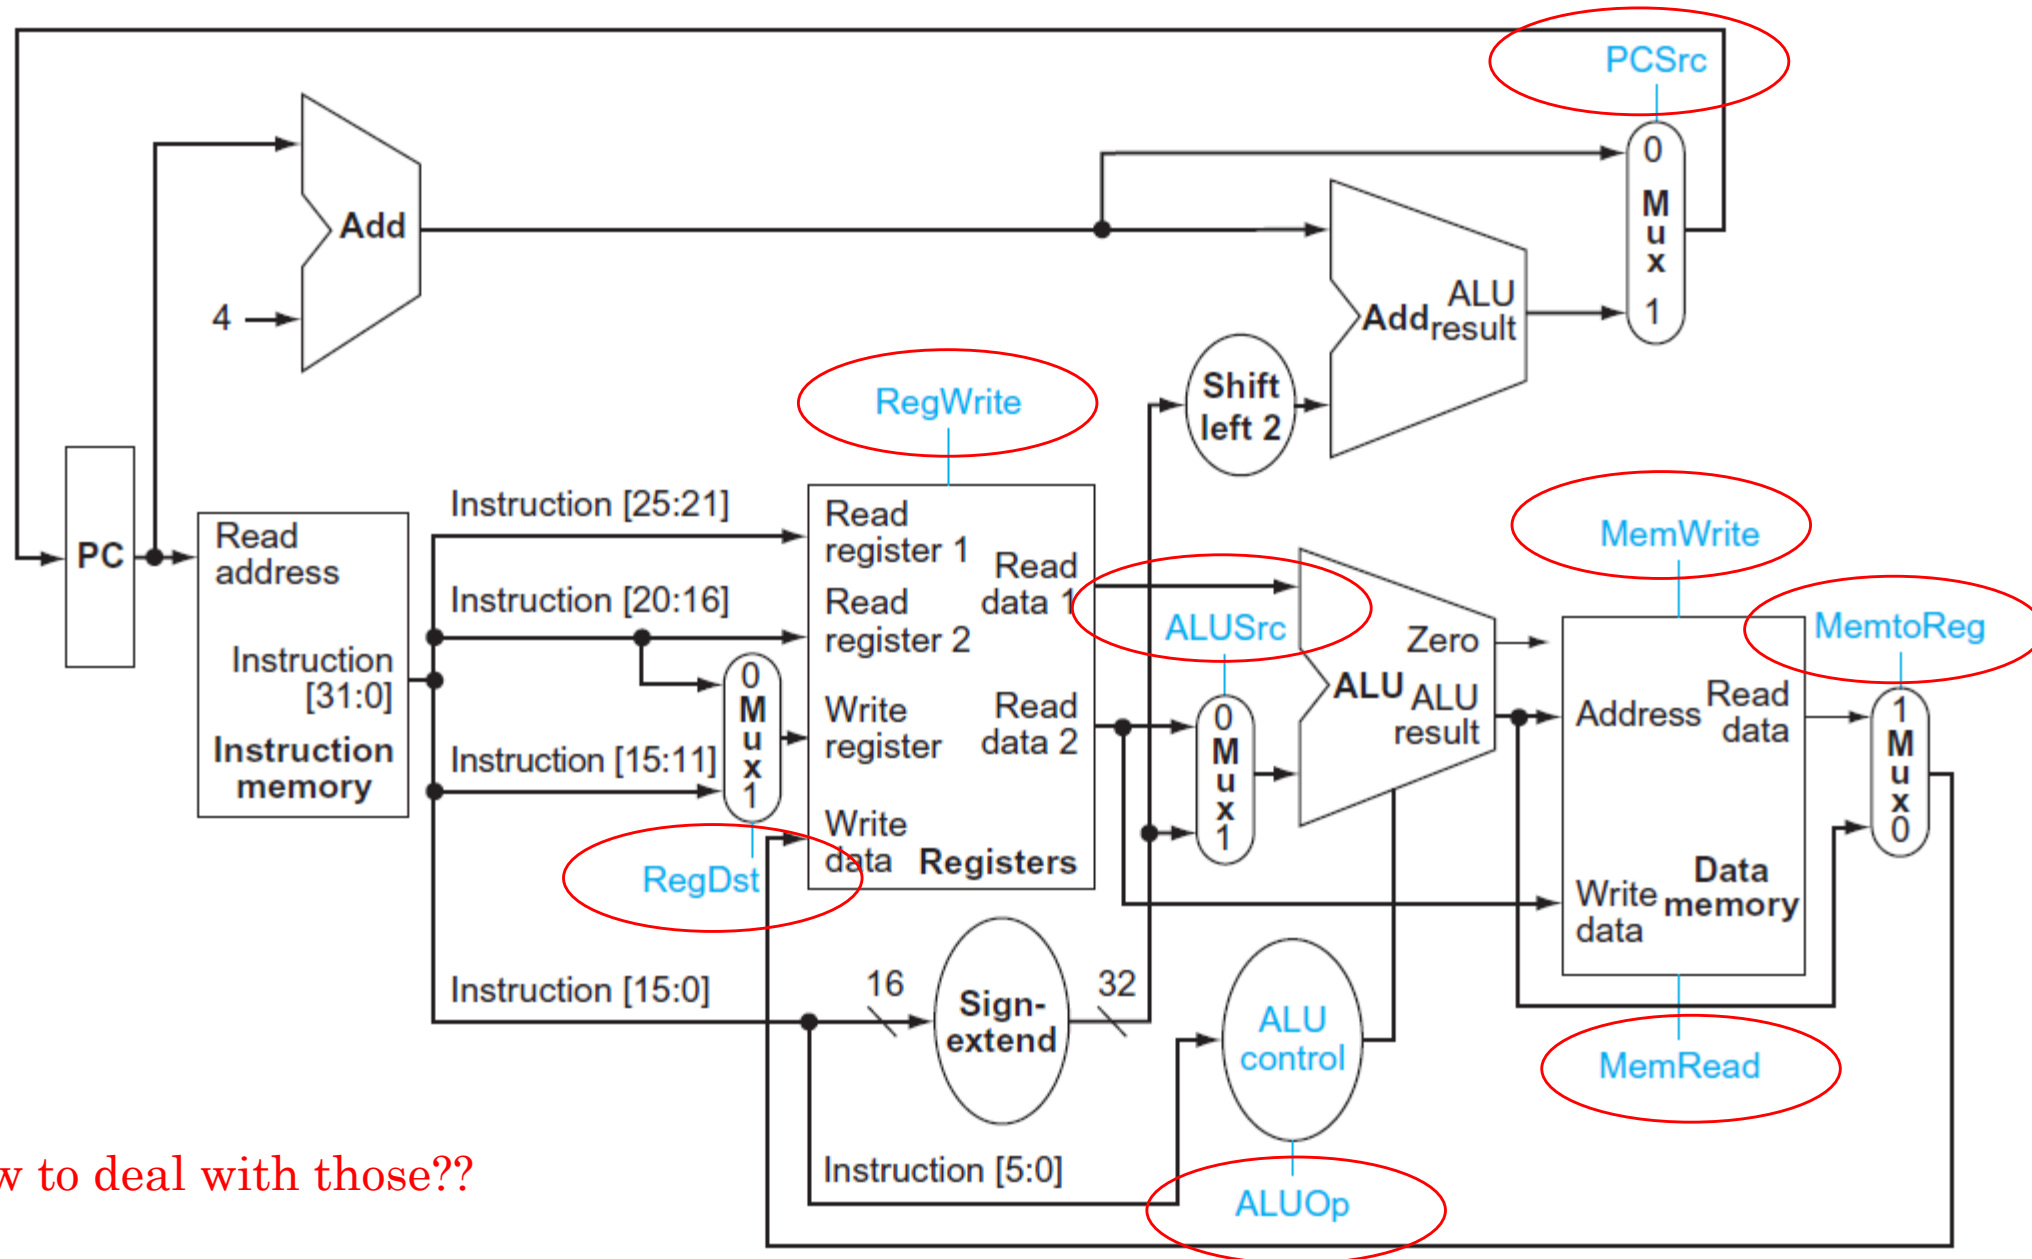 PCSrc
0
M
u
x
1
Add
4
ALU
Add result
Shift
left 2
RegWrite
PC
Read
address
Instruction
[31:0]
Instruction
memory
Instruction [25:21]
Instruction [20:16]
Instruction [15:11]
Instruction [15:0]
0
M
u
x
1
RegDst
Read
register 1
Read
register 2
Write
register
Write
data
Read
data 1
Read
data 2
Registers
ALUSrc
0
M
u
x
1
Zero
ALU
ALU
result
MemWrite
MemtoReg
Address
Read
data
Write
data
Data
memory
1
M
u
x
0
MemRead
16
Sign-
extend
32
ALU
control
Instruction [5:0]
ALUOp
to deal with those??